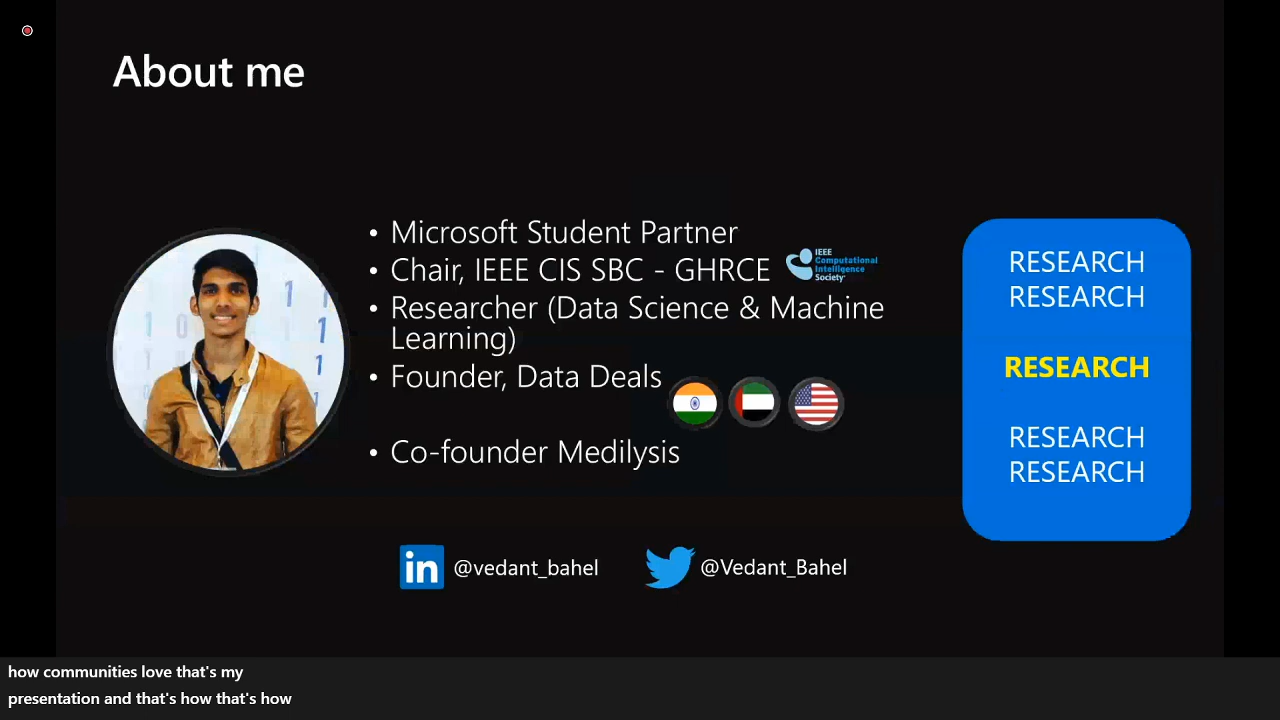 About me
• Microsoft Student Partner
• Chair, IEEE CIS SBC - GHRCE
IEEE
Computational
Intelligence
Society
• Researcher (Data Science & Machine
Learning)
• Founder, Data Deals
• Co-founder Medilysis
RESEARCH
RESEARCH
RESEARCH
RESEARCH
RESEARCH
in @vedant_bahel
@Vedant_Bahel
how communities love that's my
presentation and that's how that's how